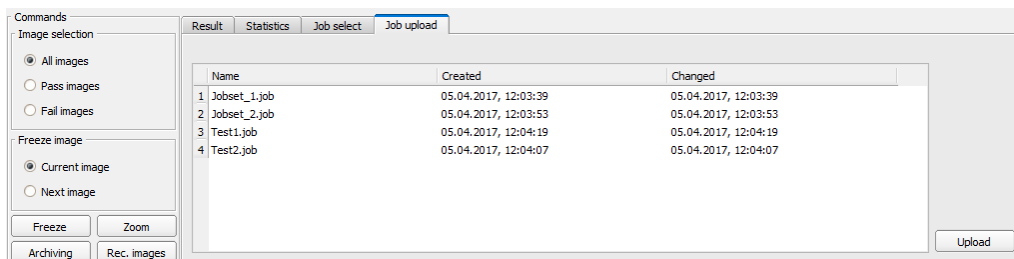 Commands
Image selection
All images
Pass images
Fail images
Freeze image
Current image
Next image
Freeze Zoom
Archiving Rec. images
Result Statistics Job select Job upload
Name Created Changed
1 Jobset_1.job 05.04.2017, 12:03:39 05.04.2017, 12:03:39
2 Jobset_2.job 05.04.2017, 12:03:53 05.04.2017, 12:03:53
3 Test1.job 05.04.2017, 12:04:19 05.04.2017, 12:04:19
4 Test2.job 05.04.2017, 12:04:07 05.04.2017, 12:04:07
Upload